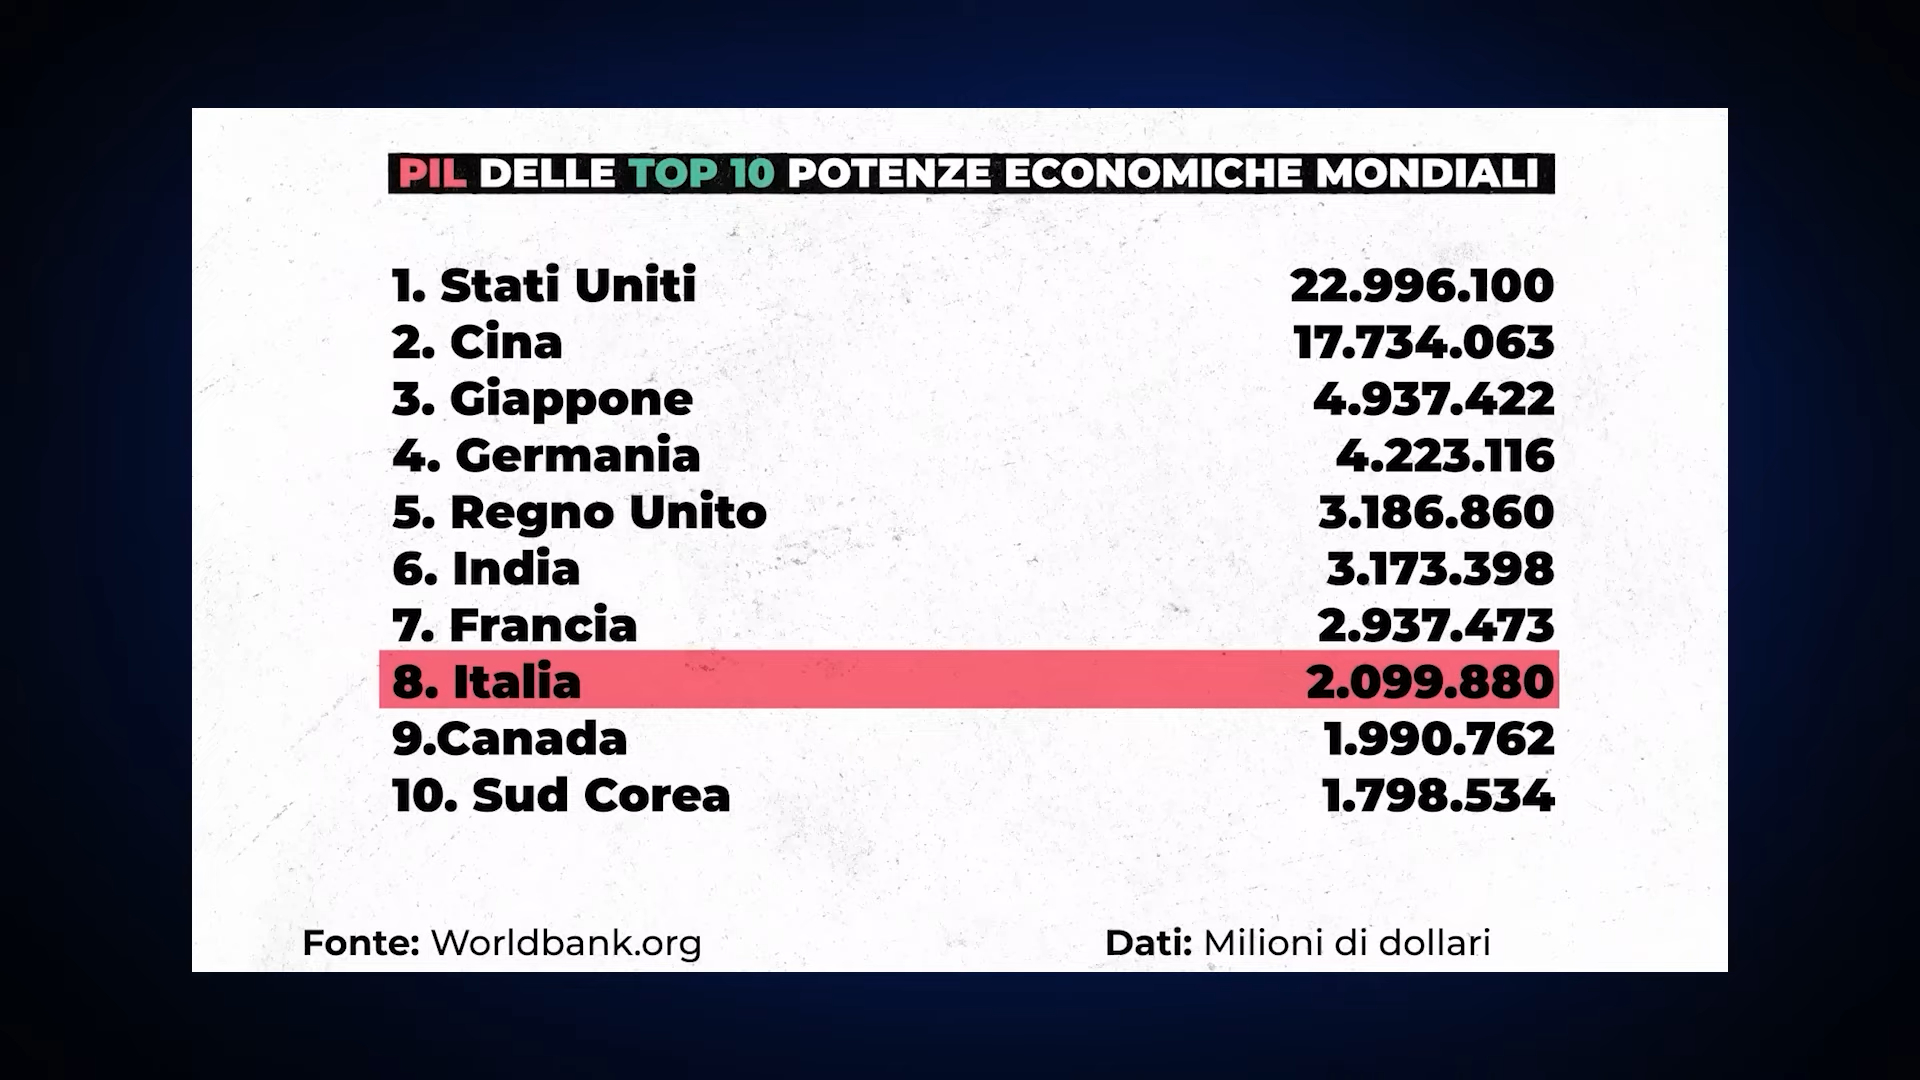 PIL DELLE TOP 10 POTENZE ECONOMICHE MONDIALI
1. Stati Uniti 22.996.100
2. Cina 17.734.063
3. Giappone 4.937.422
4. Germania 4.223.116
5. Regno Unito 3.186.860
6. India 3.173.398
7. Francia 2.937.473
8. Italia 2.099.880
9.Canada 1.990.762
10. Sud Corea 1.798.534
Fonte: Worldbank.org Dati: Milioni di dollari